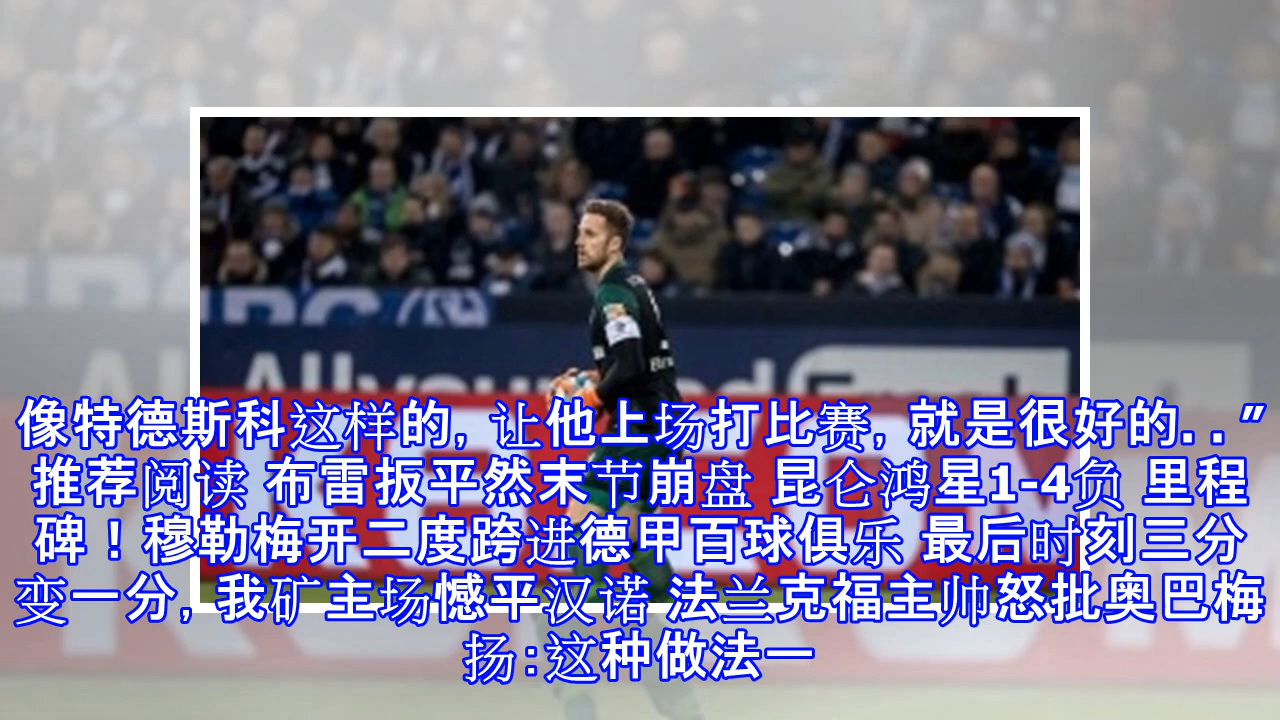 像特德斯科这样的, 让他上场打比赛, 就是很好的. . ”
推荐阅读 布雷扳平然末节崩盘 昆仑鸿星1-4负 里程
碑！穆勒梅开二度跨进德甲百球俱乐 最后时刻三分
变一分, 我矿主场憾平汉诺 法兰克福主帅怒批奥巴梅
扬:这种做法一